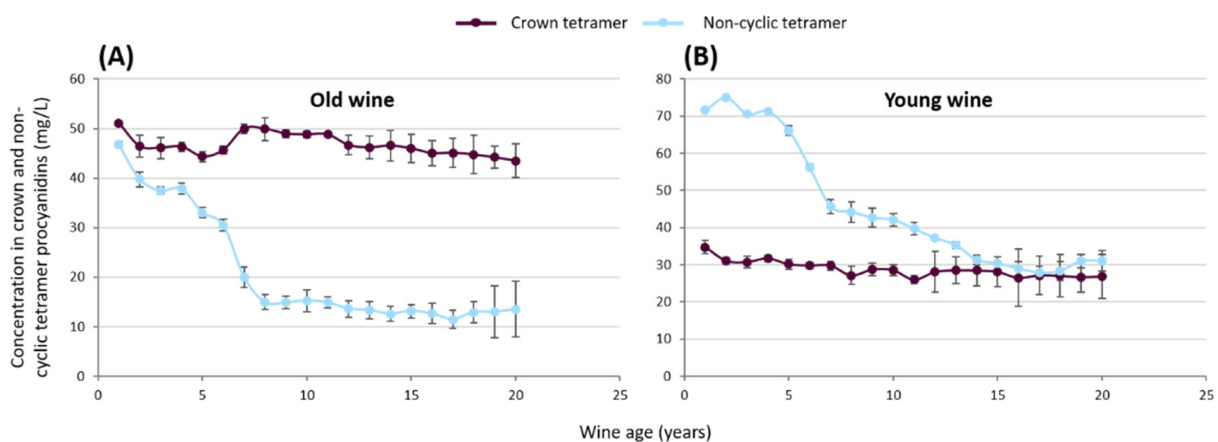 Crown tetramer Non-cyclic tetramer
(A) (B)
Concentration in crown and non-
cyclic tetramer procyanidins (mg/L)
Old wine
60
50
40
30
20
10
0
0 5 10 15 20 25
Young wine
80
70
60
50
40
30
20
10
0
0 5 10 15 20 25
Wine age (years)